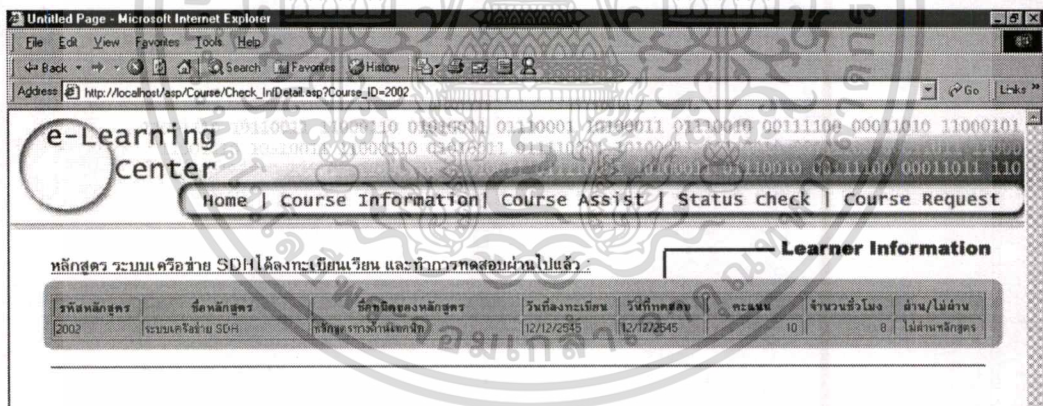 Untitled Page - Microsoft Internet Explorer
File Edit View Favorites Tools Help
Back Search Favorites History
Address http://localhost/asp/Course/Check_In/Detail.asp?Course_ID=2002 Go Links »
e-Learning
Center
Home | Course Information| Course Assist | Status check | Course Request
Learner Information
หลักสูตร ระบบเครือข่าย SDHได้ลงทะเบียนเรียน และทำการทดสอบผ่านไปแล้ว :
รหัสหลักสูตร ชื่อหลักสูตร ชื่อชนิดของหลักสูตร วันที่ลงทะเบียน วันที่ทดสอบ คะแนน จำนวนชั่วโมง ผ่าน/ไม่ผ่าน
2002 ระบบเครือข่าย SDH หลักสูตรทางด้านเทคนิค 12/12/2545 12/12/2545 10 8 ไม่ผ่านหลักสูตร